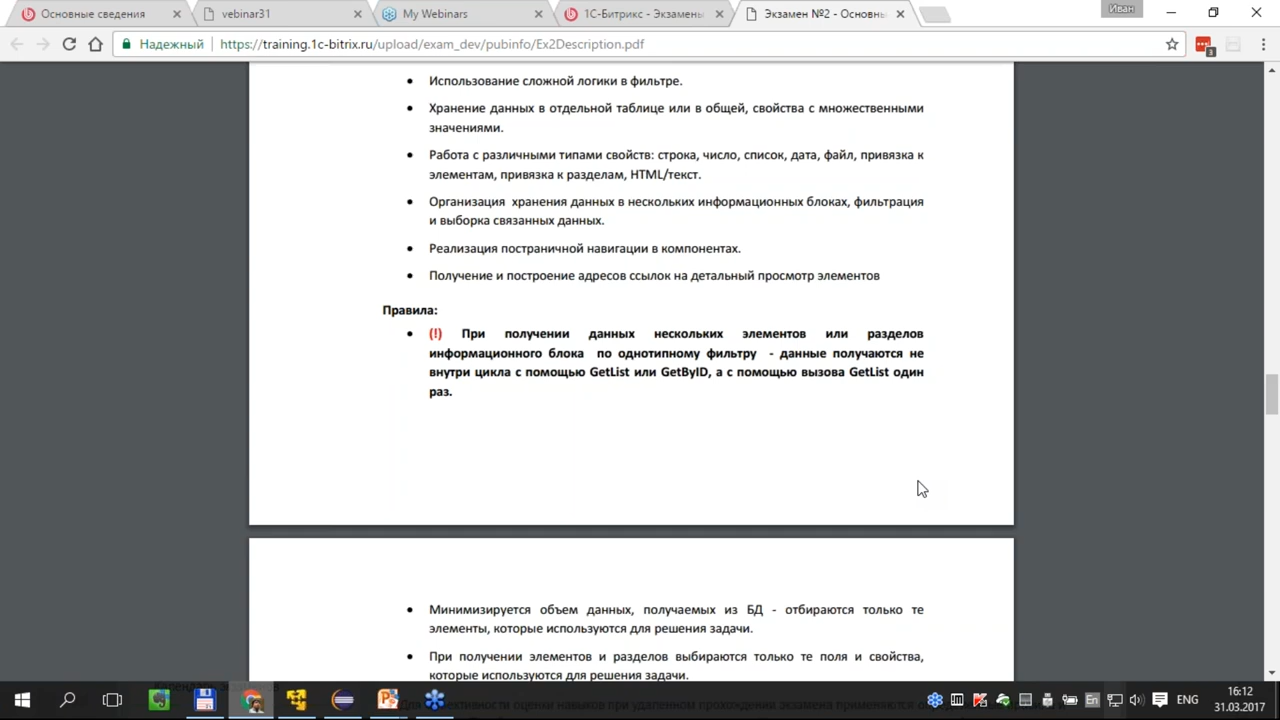 Основные сведения
vebinar31
My Webinars
1С-Битрикс - Экзамены
Экзамен №2 - Основны
Иван
Надежный
https://training.1c-bitrix.ru/upload/exam_dev/pubinfo/Ex2Description.pdf
3
• Использование сложной логики в фильтре.
• Хранение данных в отдельной таблице или в общей, свойства с множественными
значениями.
• Работа с различными типами свойств: строка, число, список, дата, файл, привязка к
элементам, привязка к разделам, HTML/текст.
• Организация хранения данных в нескольких информационных блоках, фильтрация
и выборка связанных данных.
• Реализация постраничной навигации в компонентах.
• Получение и построение адресов ссылок на детальный просмотр элементов
Правила:
• (!) При получении данных нескольких элементов или разделов
информационного блока по однотипному фильтру - данные получаются не
внутри цикла с помощью GetList или GetByID, а с помощью вызова GetList один
раз.
• Минимизируется объем данных, получаемых из БД - отбираются только те
элементы, которые используются для решения задачи.
• При получении элементов и разделов выбираются только те поля и свойства,
которые используются для решения задачи.
ENG
16:12
31.03.2017